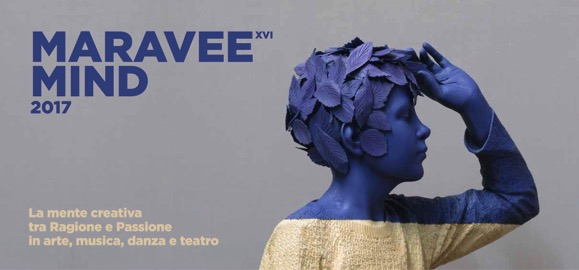 MARAVEE XVI
MIND
2017
La mente creativa
tra Ragione e Passione
in arte, musica, danza e teatro